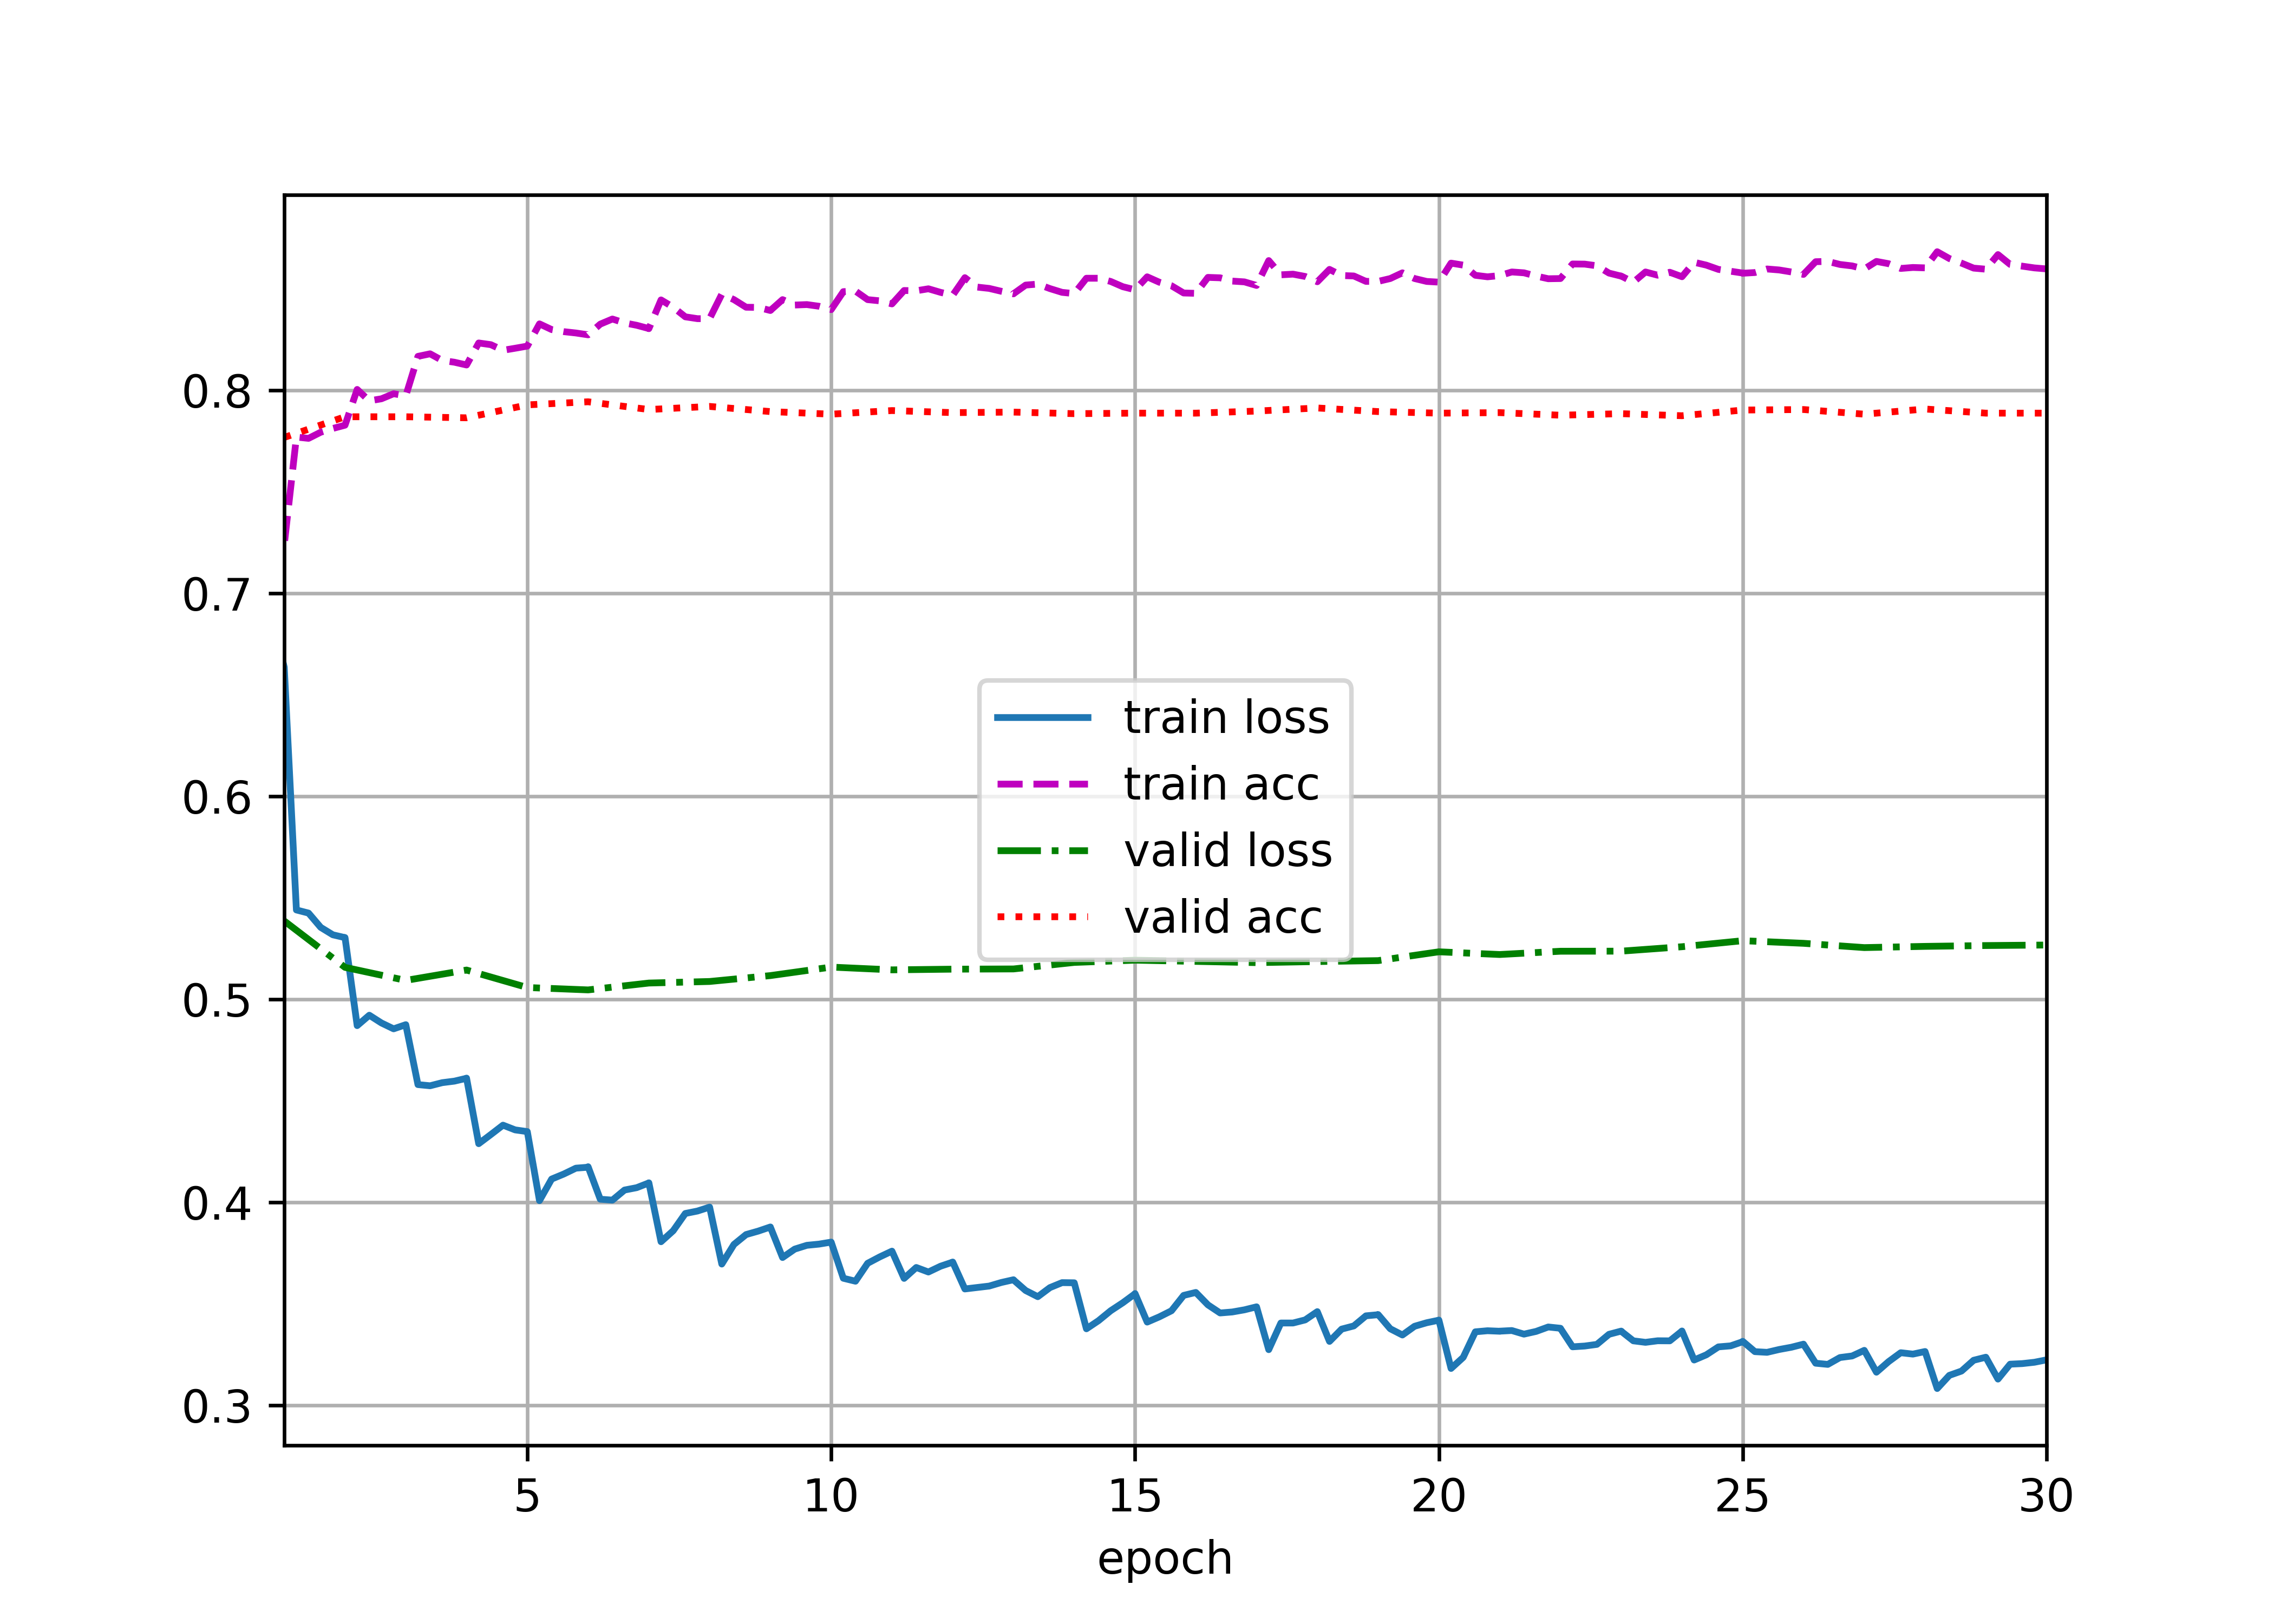 0.8
0.7
0.6
0.5
0.4
0.3
train loss
train acc
valid loss
valid acc
5 10 15 20 25 30
epoch